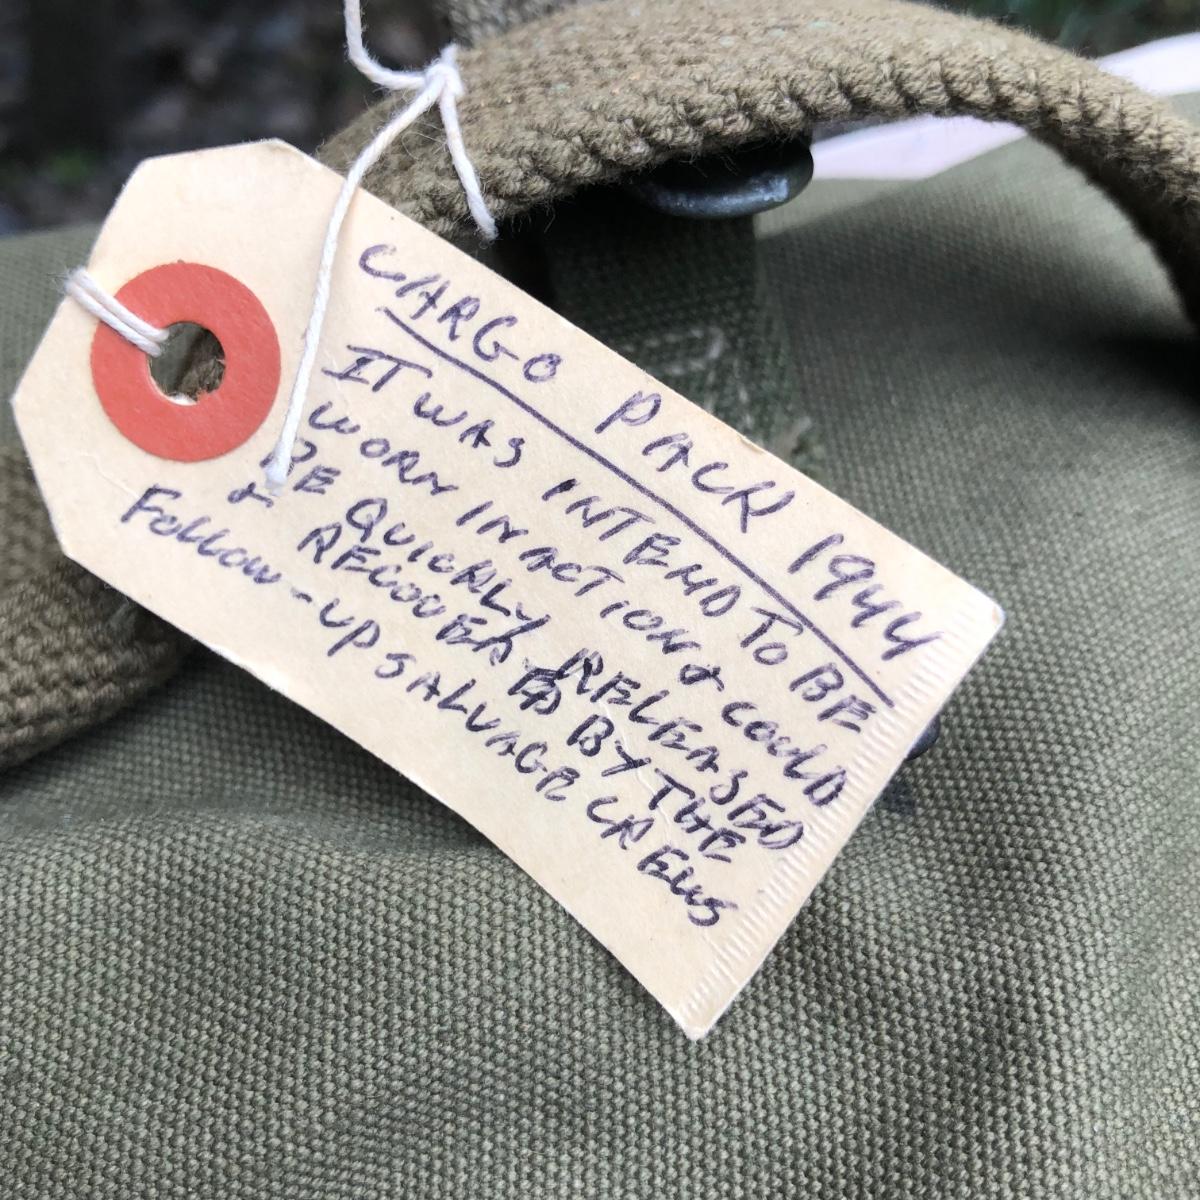 CARGO PACK 1944
IT WAS INTEND TO BE
WORN IN ACTION & COULD
BE QUICKLY RELEASED
& RECOVERED BY THE
Follow-UP SALVAGE CREWS